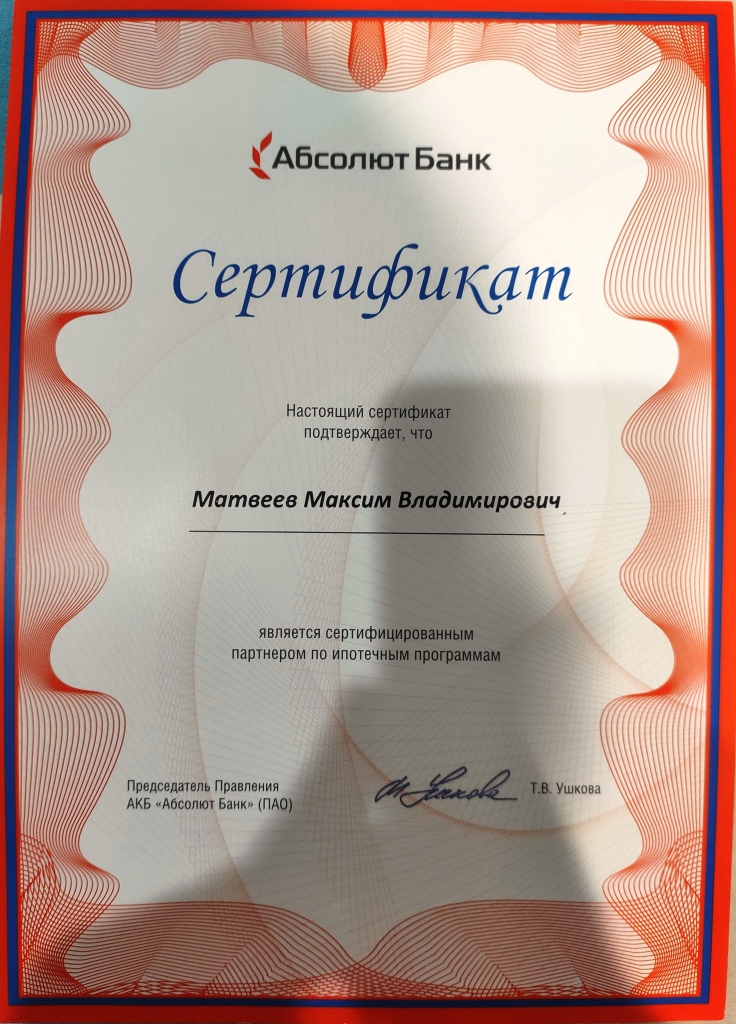 Абсолют Банк
Сертификат
Настоящий сертификат
подтверждает, что
Матвеев Максим Владимирович
является сертифицированным
партнером по ипотечным программам
Председатель Правления
АКБ «Абсолют Банк» (ПАО)
Т.В. Ушкова